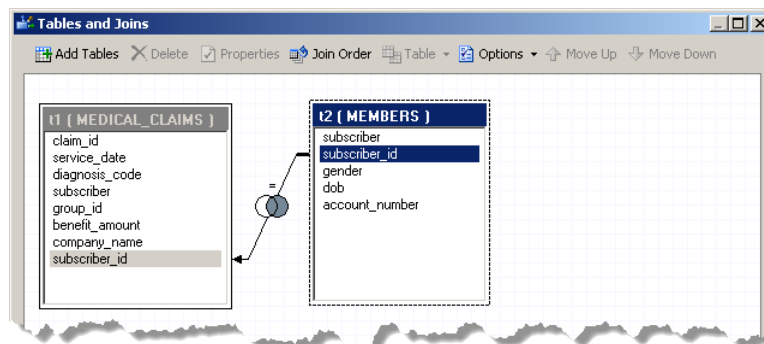 Tables and Joins
Add Tables Delete Properties Join Order Table Options Move Up Move Down
t1 ( MEDICAL_CLAIMS )
claim_id
service_date
diagnosis_code
subscriber
group_id
benefit_amount
company_name
subscriber_id
=
t2 ( MEMBERS )
subscriber
subscriber_id
gender
dob
account_number